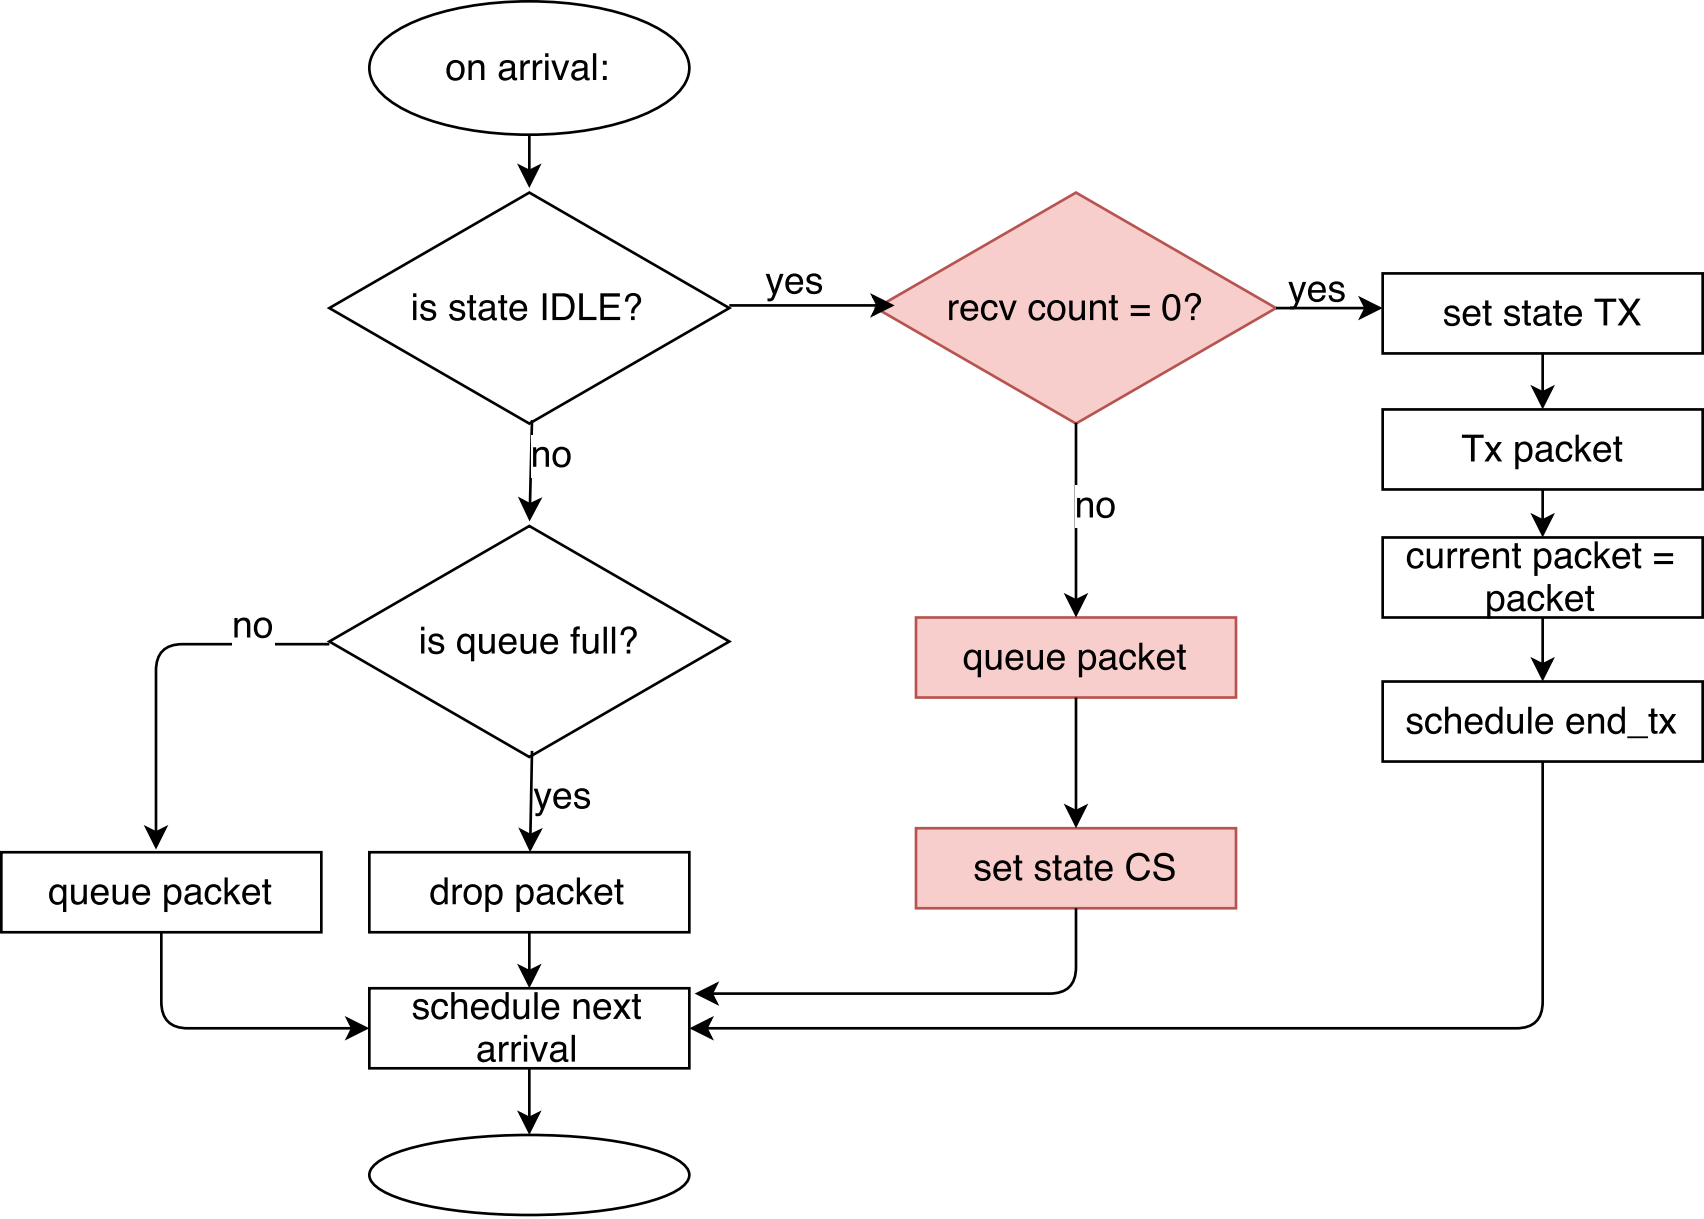 on arrival:
is state IDLE?
yes
recv count = 0?
yes
set state TX
Tx packet
current packet =
packet
schedule end_tx
no
no
is queue full?
no
yes
queue packet
set state CS
queue packet
drop packet
schedule next
arrival